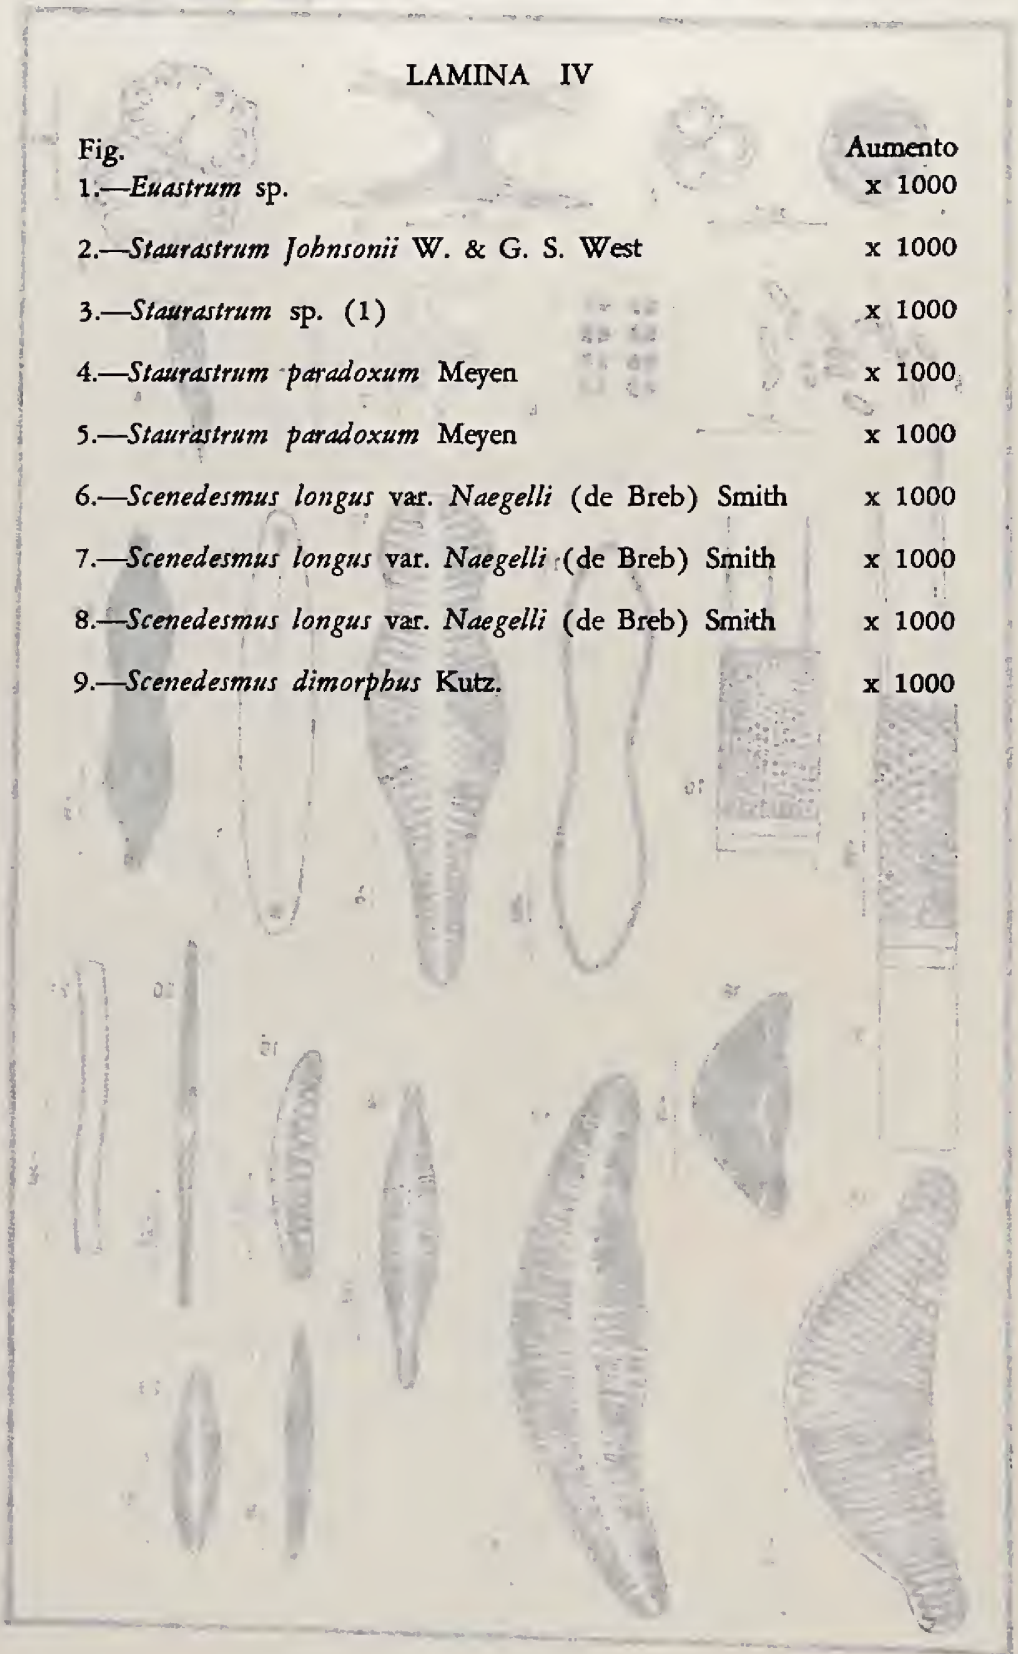 LAMINA IV
Fig. Aumento
1.—Euastrum sp. x 1000
2.—Staurastrum Johnsonii W. & G. S. West x 1000
3.—Staurastrum sp. (1) x 1000
4.—Staurastrum paradoxum Meyen x 1000
5.—Staurastrum paradoxum Meyen x 1000
6.—Scenedesmus longus var. Naegelli (de Breb) Smith x 1000
7.—Scenedesmus longus var. Naegelli (de Breb) Smith x 1000
8.—Scenedesmus longus var. Naegelli (de Breb) Smith x 1000
9.—Scenedesmus dimorphus Kutz. x 1000